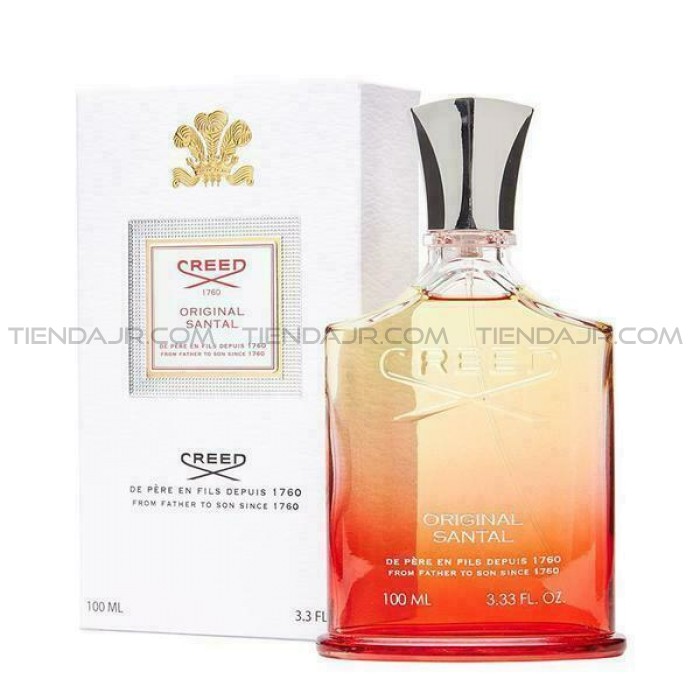 CREED
1760
ORIGINAL
SANTAL
DE PÈRE EN FILS DEPUIS 1760
FROM FATHER TO SON SINCE 1760
CREED
DE PÈRE EN FILS DEPUIS 1760
FROM FATHER TO SON SINCE 1760
100 ML
3.3 FL
CREED
ORIGINAL
SANTAL
DE PÈRE EN FILS DEPUIS 1760
FROM FATHER TO SON SINCE 1760
100 ML 3.33 FL. OZ.
TIENDAJR.COM TIENDAJR.COM TIENDAJR.COM